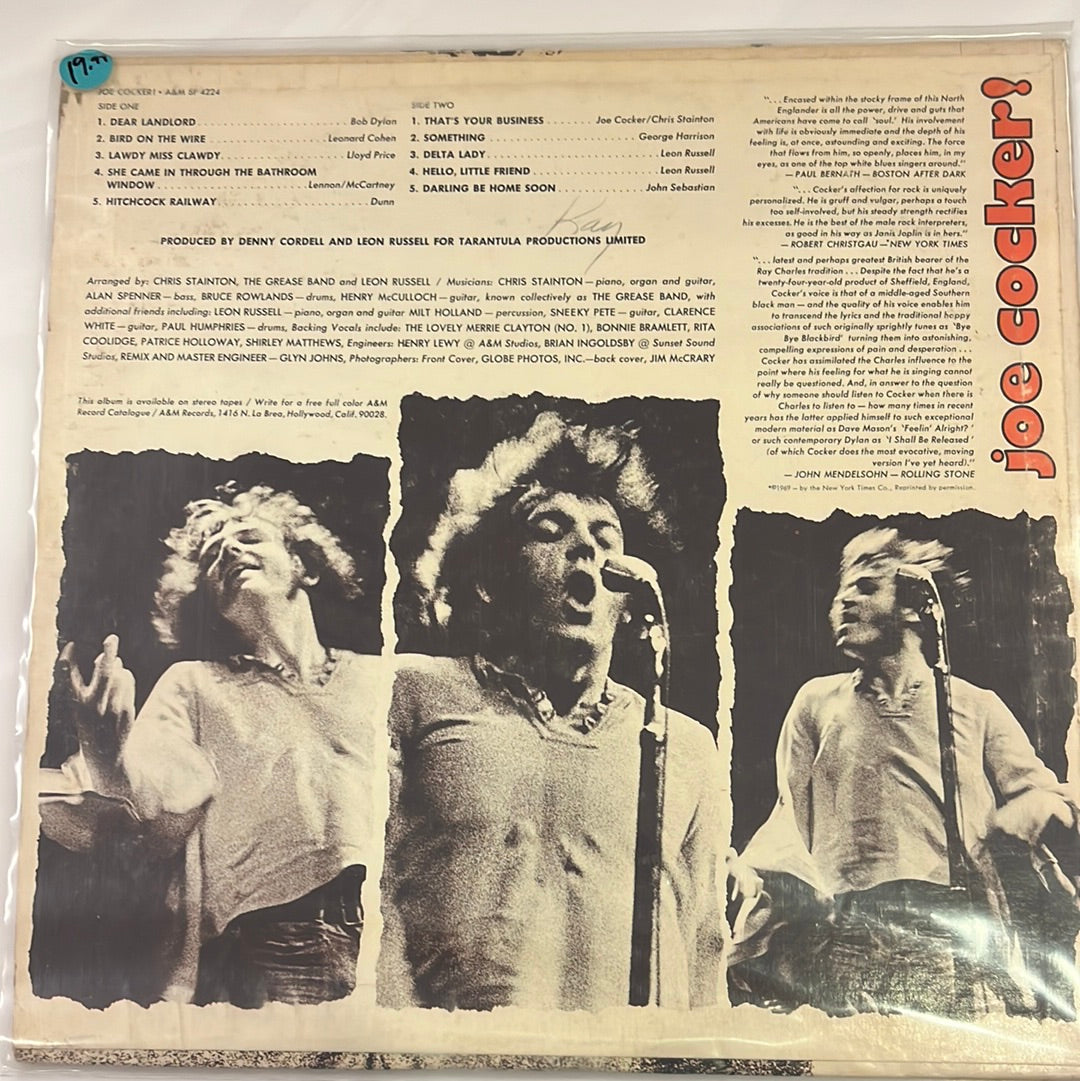 19.99
JOE COCKER! • A&M SP 4224
SIDE ONE
1. DEAR LANDLORD . . . . . . . . . . . . . . . . . . . . . . . . . . Bob Dylan
2. BIRD ON THE WIRE . . . . . . . . . . . . . . . . . . . . Leonard Cohen
3. LAWDY MISS CLAWDY. . . . . . . . . . . . . . . . . . . . Lloyd Price
4. SHE CAME IN THROUGH THE BATHROOM
WINDOW . . . . . . . . . . . . . . . . . . . . . . . . Lennon/McCartney
5. HITCHCOCK RAILWAY. . . . . . . . . . . . . . . . . . . . . . . . . Dunn
SIDE TWO
1. THAT'S YOUR BUSINESS . . . . . . . . Joe Cocker/Chris Stainton
2. SOMETHING . . . . . . . . . . . . . . . . . . . . . . . . George Harrison
3. DELTA LADY . . . . . . . . . . . . . . . . . . . . . . . . . . . Leon Russell
4. HELLO, LITTLE FRIEND . . . . . . . . . . . . . . . . . . . Leon Russell
5. DARLING BE HOME SOON . . . . . . . . . . . . . . John Sebastian
Kay
PRODUCED BY DENNY CORDELL AND LEON RUSSELL FOR TARANTULA PRODUCTIONS LIMITED
Arranged by: CHRIS STAINTON, THE GREASE BAND and LEON RUSSELL / Musicians: CHRIS STAINTON — piano, organ and guitar,
ALAN SPENNER — bass, BRUCE ROWLANDS — drums, HENRY McCULLOCH — guitar, known collectively as THE GREASE BAND, with
additional friends including: LEON RUSSELL — piano, organ and guitar MILT HOLLAND — percussion, SNEEKY PETE — guitar, CLARENCE
WHITE — guitar, PAUL HUMPHRIES — drums, Backing Vocals include: THE LOVELY MERRIE CLAYTON (NO. 1), BONNIE BRAMLETT, RITA
COOLIDGE, PATRICE HOLLOWAY, SHIRLEY MATTHEWS, Engineers: HENRY LEWY @ A&M Studios, BRIAN INGOLDSBY @ Sunset Sound
Studios, REMIX AND MASTER ENGINEER — GLYN JOHNS, Photographers: Front Cover, GLOBE PHOTOS, INC.—back cover, JIM McCRARY
This album is available on stereo tapes / Write for a free full color A&M
Record Catalogue / A&M Records, 1416 N. La Brea, Hollywood, Calif. 90028.
". . . Encased within the stocky frame of this North
Englander is all the power, drive and guts that
Americans have come to call 'soul.' His involvement
with life is obviously immediate and the depth of his
feeling is, at once, astounding and exciting. The force
that flows from him, so openly, places him, in my
eyes, as one of the top white blues singers around."
— PAUL BERNATH — BOSTON AFTER DARK
". . . Cocker's affection for rock is uniquely
personalized. He is gruff and vulgar, perhaps a touch
too self-involved, but his steady strength rectifies
his excesses. He is the best of the male rock interpreters,
as good in his way as Janis Joplin is in hers."
— ROBERT CHRISTGAU —*NEW YORK TIMES
". . . latest and perhaps greatest British bearer of the
Ray Charles tradition . . . Despite the fact that he's a
twenty-four-year-old product of Sheffield, England,
Cocker's voice is that of a middle-aged Southern
black man — and the quality of his voice enables him
to transcend the lyrics and the traditional happy
associations of such originally sprightly tunes as 'Bye
Bye Blackbird' turning them into astonishing,
compelling expressions of pain and desperation . . .
Cocker has assimilated the Charles influence to the
point where his feeling for what he is singing cannot
really be questioned. And, in answer to the question
of why someone should listen to Cocker when there is
Charles to listen to — how many times in recent
years has the latter applied himself to such exceptional
modern material as Dave Mason's 'Feelin' Alright?'
or such contemporary Dylan as 'I Shall Be Released'
(of which Cocker does the most evocative, moving
version I've yet heard)."
— JOHN MENDELSOHN — ROLLING STONE
*©1969 — by the New York Times Co., Reprinted by permission.
joe cocker!